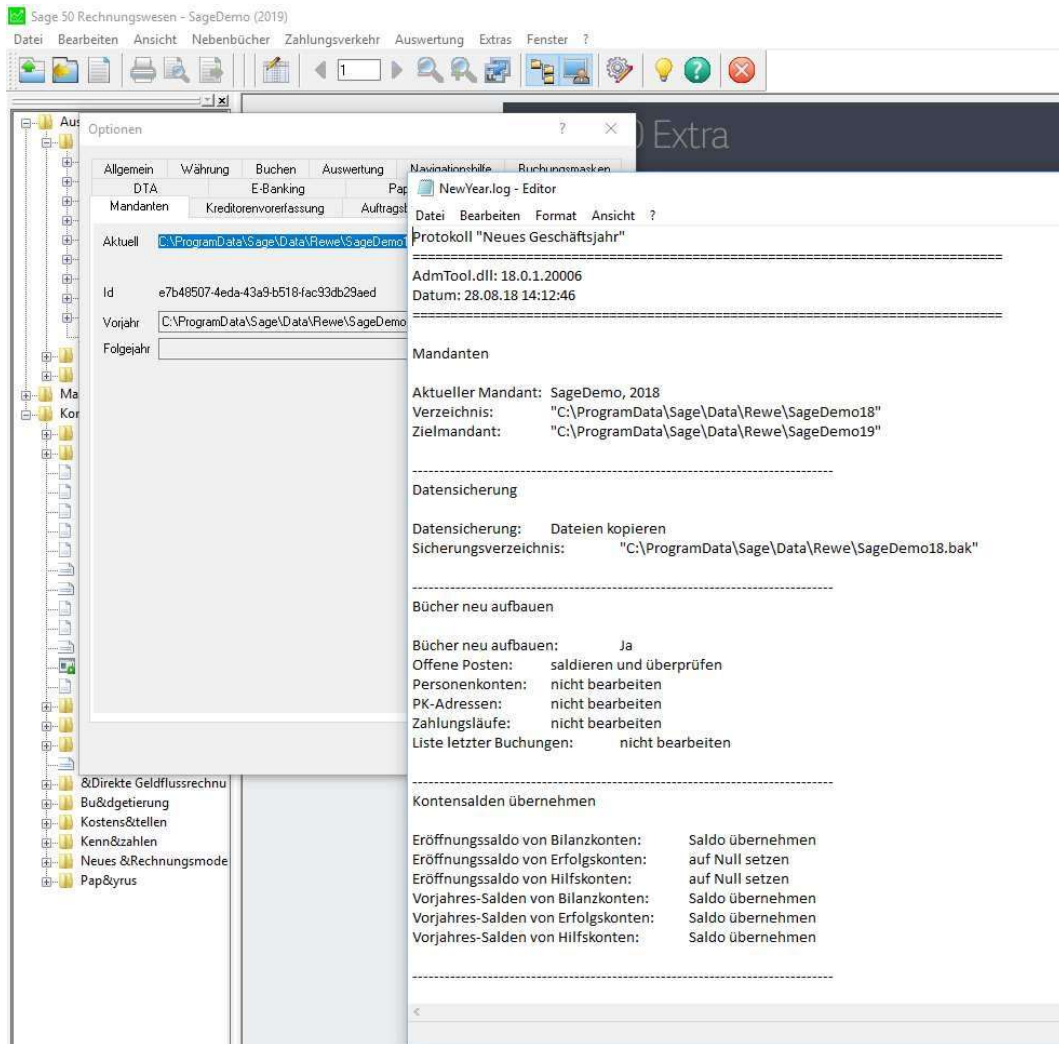 Sage 50 Rechnungswesen - SageDemo (2019)
Datei Bearbeiten Ansicht Nebenbücher Zahlungsverkehr Auswertung Extras Fenster ?
1
Aus
Ma
Kor
&Direkte Geldflussrechnu
Bu&dgetierung
Kostens&tellen
Kenn&zahlen
Neues &Rechnungsmode
Pap&yrus
0 Extra
Optionen ? ×
Allgemein Währung Buchen Auswertung Navigationshilfe Buchungsmasken
DTA E-Banking Pap
Mandanten Kreditorenvorerfassung Auftragsb
Aktuell C:\ProgramData\Sage\Data\Rewe\SageDemo1
Id e7b48507-4eda-43a9-b518-fac93db29aed
Vorjahr C:\ProgramData\Sage\Data\Rewe\SageDemo
Folgejahr
NewYear.log - Editor
Datei Bearbeiten Format Ansicht ?
Protokoll "Neues Geschäftsjahr"
==========================================================================================
AdmTool.dll: 18.0.1.20006
Datum: 28.08.18 14:12:46
==========================================================================================
Mandanten
Aktueller Mandant: SageDemo, 2018
Verzeichnis: "C:\ProgramData\Sage\Data\Rewe\SageDemo18"
Zielmandant: "C:\ProgramData\Sage\Data\Rewe\SageDemo19"
--------------------------------------------------------------------------------
Datensicherung
Datensicherung: Dateien kopieren
Sicherungsverzeichnis: "C:\ProgramData\Sage\Data\Rewe\SageDemo18.bak"
--------------------------------------------------------------------------------
Bücher neu aufbauen
Bücher neu aufbauen: Ja
Offene Posten: saldieren und überprüfen
Personenkonten: nicht bearbeiten
PK-Adressen: nicht bearbeiten
Zahlungsläufe: nicht bearbeiten
Liste letzter Buchungen: nicht bearbeiten
--------------------------------------------------------------------------------
Kontensalden übernehmen
Eröffnungssaldo von Bilanzkonten: Saldo übernehmen
Eröffnungssaldo von Erfolgskonten: auf Null setzen
Eröffnungssaldo von Hilfskonten: auf Null setzen
Vorjahres-Salden von Bilanzkonten: Saldo übernehmen
Vorjahres-Salden von Erfolgskonten: Saldo übernehmen
Vorjahres-Salden von Hilfskonten: Saldo übernehmen
--------------------------------------------------------------------------------